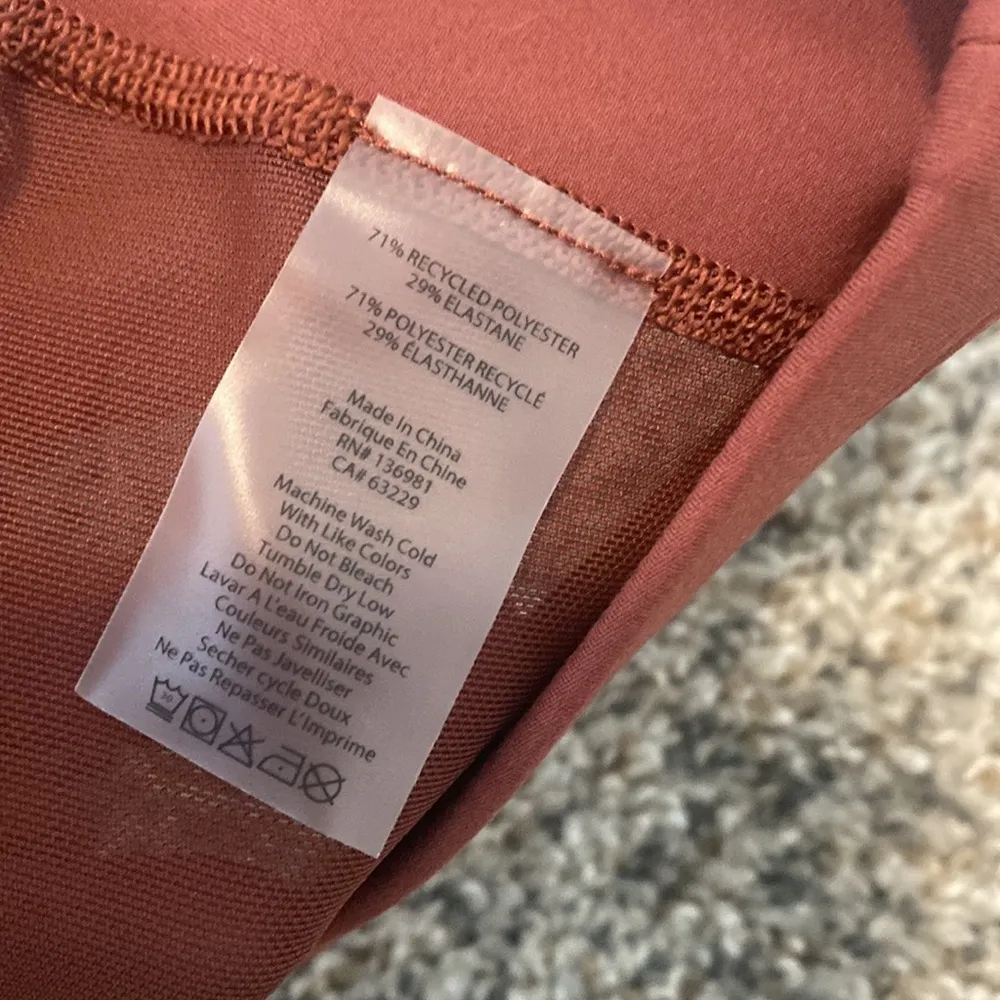 71% RECYCLED POLYESTER
29% ELASTANE
71% POLYESTER RECYCLÉ
29% ÉLASTHANNE
Made In China
Fabrique En Chine
RN# 136981
CA# 63229
Machine Wash Cold
With Like Colors
Do Not Bleach
Tumble Dry Low
Do Not Iron Graphic
Lavar A L'eau Froide Avec
Couleurs Similaires
Ne Pas Javelliser
Secher cycle Doux
Ne Pas Repasser L'Imprime
30